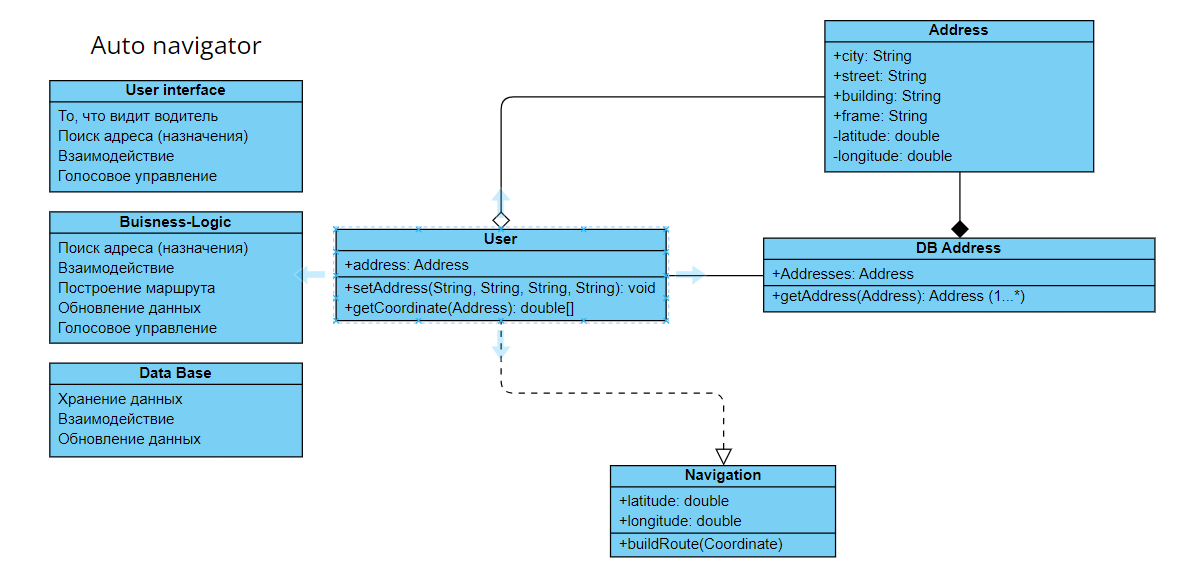 Auto navigator
User interface
То, что видит водитель
Поиск адреса (назначения)
Взаимодействие
Голосовое управление
Buisness-Logic
Поиск адреса (назначения)
Взаимодействие
Построение маршрута
Обновление данных
Голосовое управление
Data Base
Хранение данных
Взаимодействие
Обновление данных
Address
+city: String
+street: String
+building: String
+frame: String
-latitude: double
-longitude: double
User
+address: Address
+setAddress(String, String, String, String): void
+getCoordinate(Address): double[]
DB Address
+Addresses: Address
+getAddress(Address): Address (1...*)
Navigation
+latitude: double
+longitude: double
+buildRoute(Coordinate)